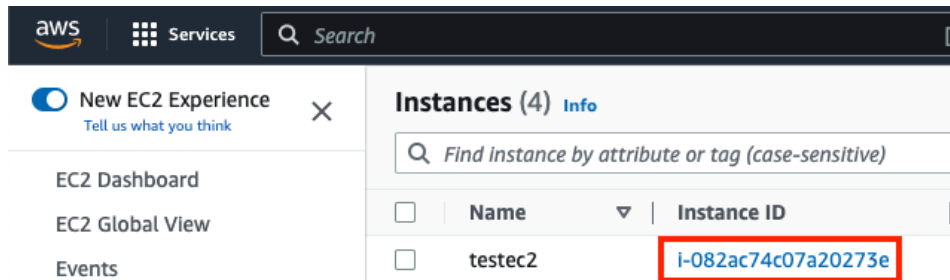 aws
Services
Search
New EC2 Experience
Tell us what you think
EC2 Dashboard
EC2 Global View
Events
Instances (4) Info
Find instance by attribute or tag (case-sensitive)
Name Instance ID
testec2 i-082ac74c07a20273e